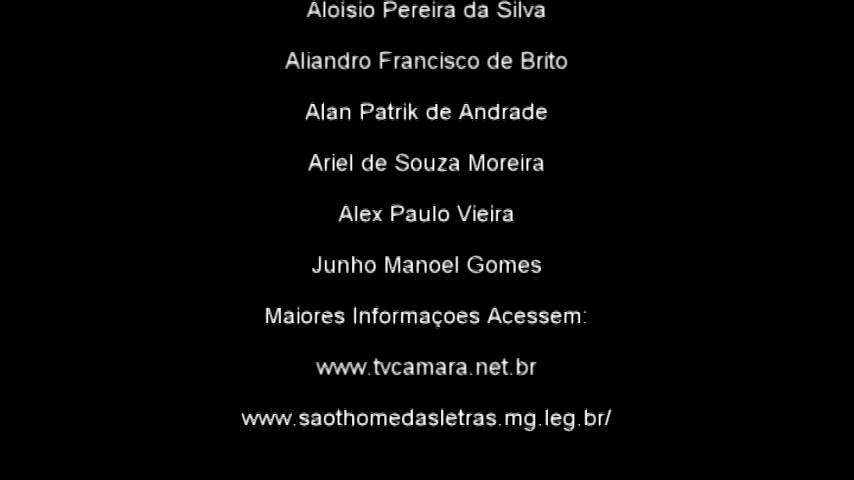 Aloisio Pereira da Silva
Aliandro Francisco de Brito
Alan Patrik de Andrade
Ariel de Souza Moreira
Alex Paulo Vieira
Junho Manoel Gomes
Maiores Informaçoes Acessem:
www.tvcamara.net.br
www.saothomedasletras.mg.leg.br/